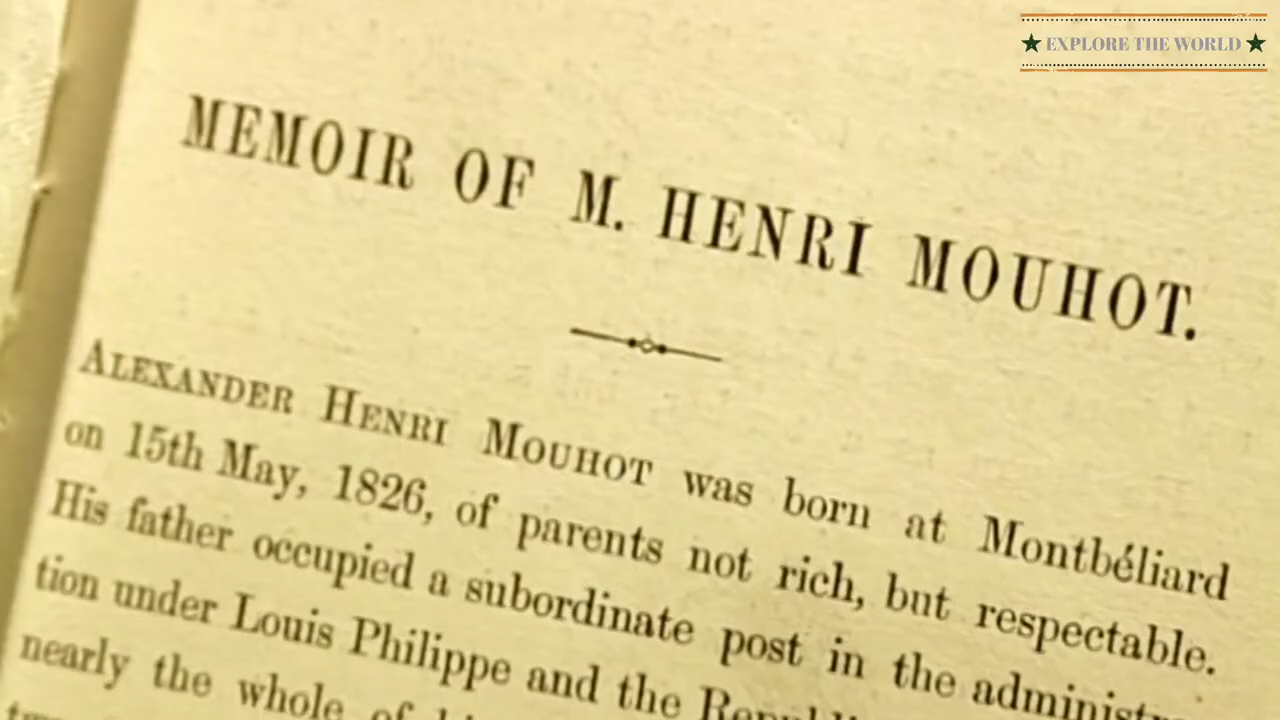 EXPLORE THE WORLD
MEMOIR OF M. HENRI MOUHOT.
ALEXANDER HENRI MOUHOT was born at Montbéliard
on 15th May, 1826, of parents not rich, but respectable.
His father occupied a subordinate post in the administra
tion under Louis Philippe and the
nearly the whole of